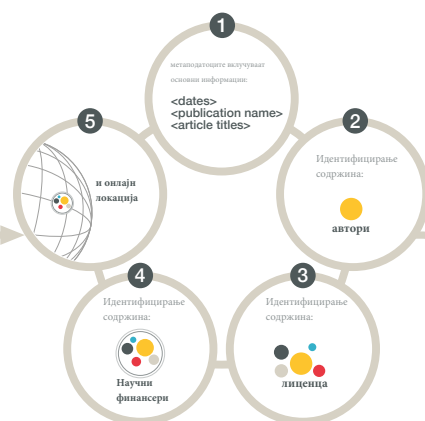 1
метаподатоците вклучуваат
основни информации:
<dates>
<publication name>
<article titles>
2
Идентифицирање
содржина:
автори
3
Идентифицирање
содржина:
лиценца
4
Идентифицирање
содржина:
Научни
финансери
5
и онлајн
локација